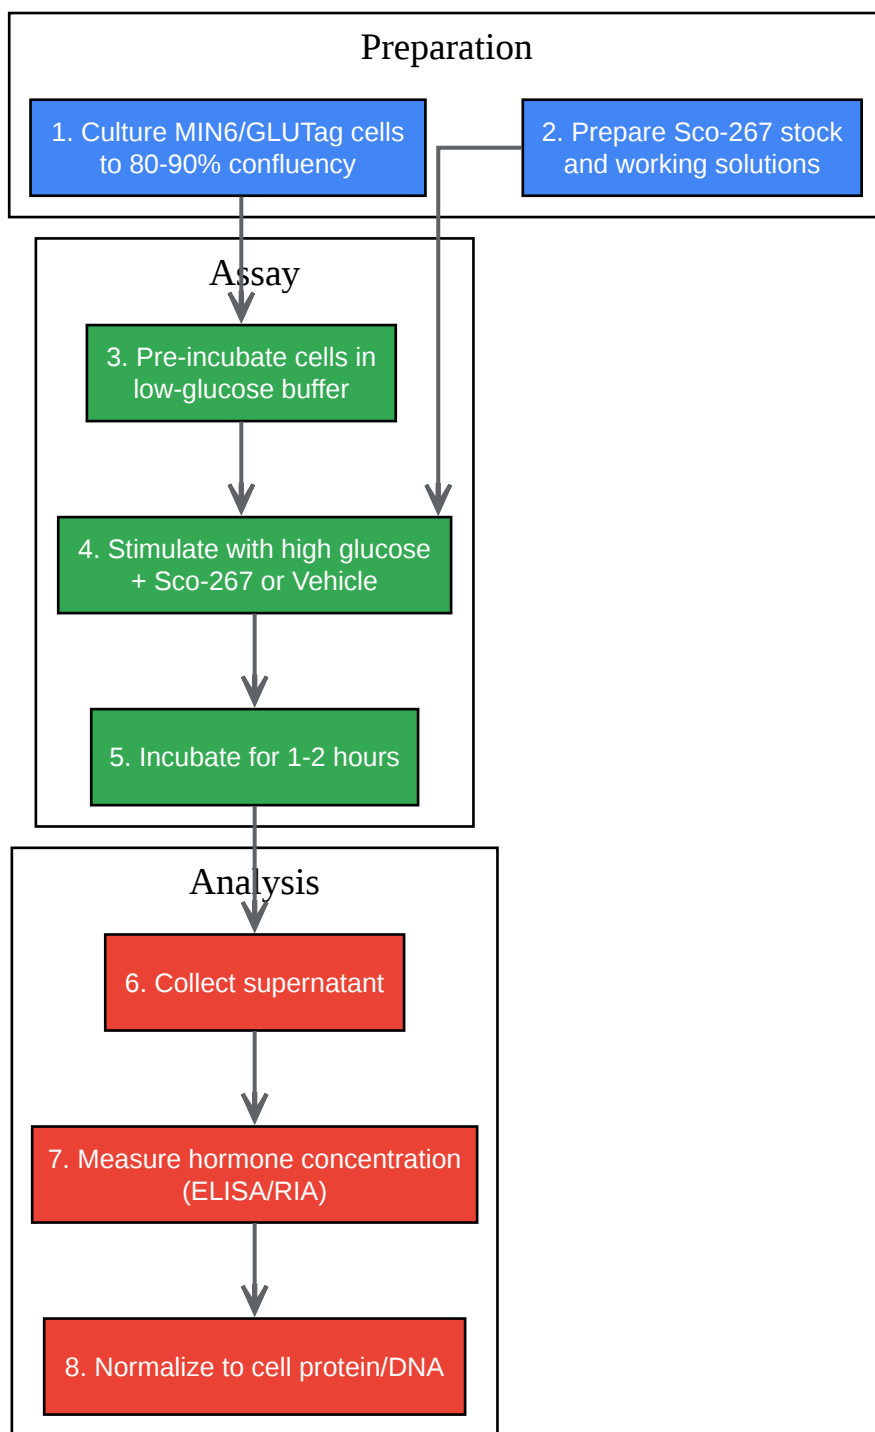 Preparation
1. Culture MIN6/GLUTag cells
to 80-90% confluency
2. Prepare Sco-267 stock
and working solutions
Assay
3. Pre-incubate cells in
low-glucose buffer
4. Stimulate with high glucose
+ Sco-267 or Vehicle
5. Incubate for 1-2 hours
Analysis
6. Collect supernatant
7. Measure hormone concentration
(ELISA/RIA)
8. Normalize to cell protein/DNA